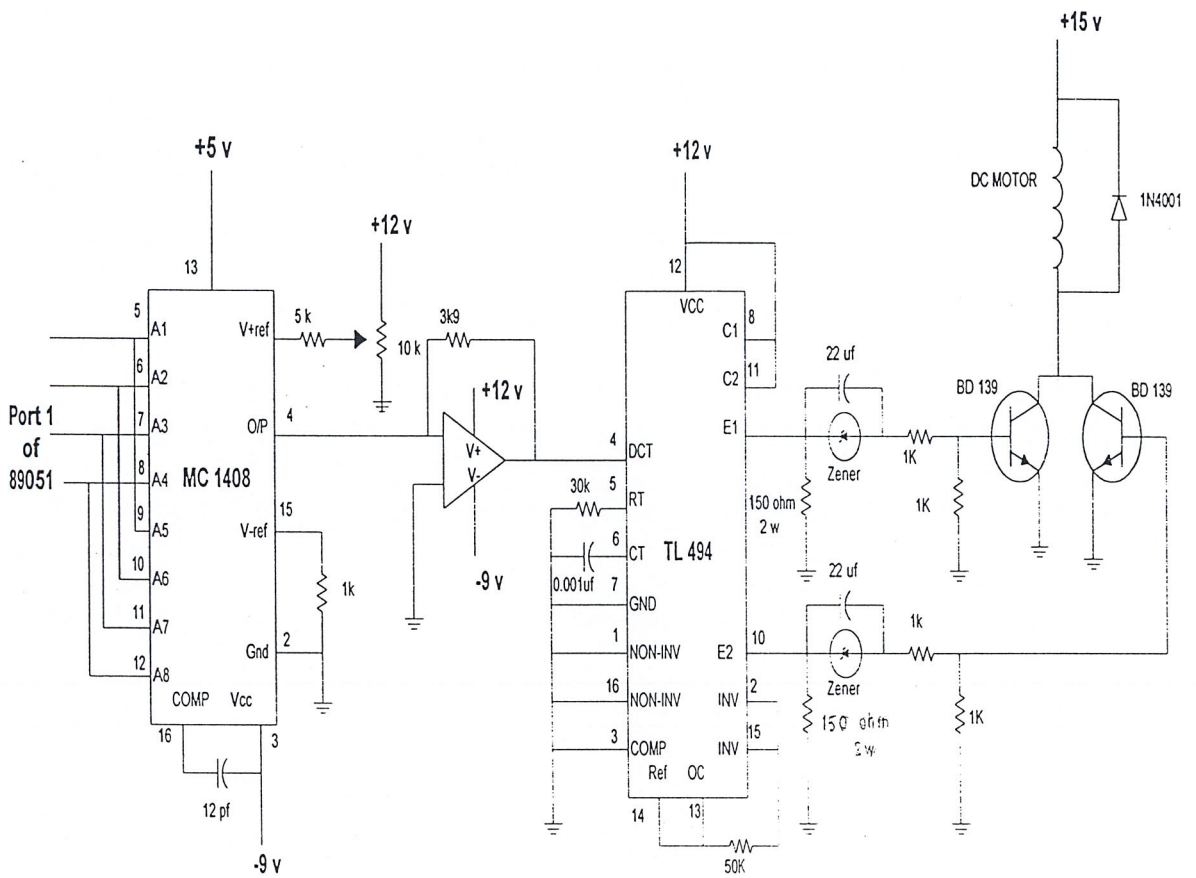 +15 v
+5 v
+12 v
DC MOTOR
1N4001
+12 v
13
12
VCC
5
A1
V+ref
5 k
10 k
3k9
8
C1
6
A2
11
C2
22 uf
BD 139
BD 139
Port 1
of
89051
7
A3
4
O/P
+12 v
V+
V-
4
DCT
E1
Zener
1K
8
A4
MC 1408
30k
5
RT
150 ohm
2 w
1K
9
A5
15
V-ref
6
CT
TL 494
0.001uf
-9 v
10
A6
1k
7
GND
22 uf
11
A7
2
Gnd
1
NON-INV
10
E2
1k
Zener
12
A8
16
NON-INV
2
INV
150 ohm
2 w
1K
COMP
Vcc
3
COMP
15
INV
16
3
Ref
OC
12 pf
14
13
50K
-9 v